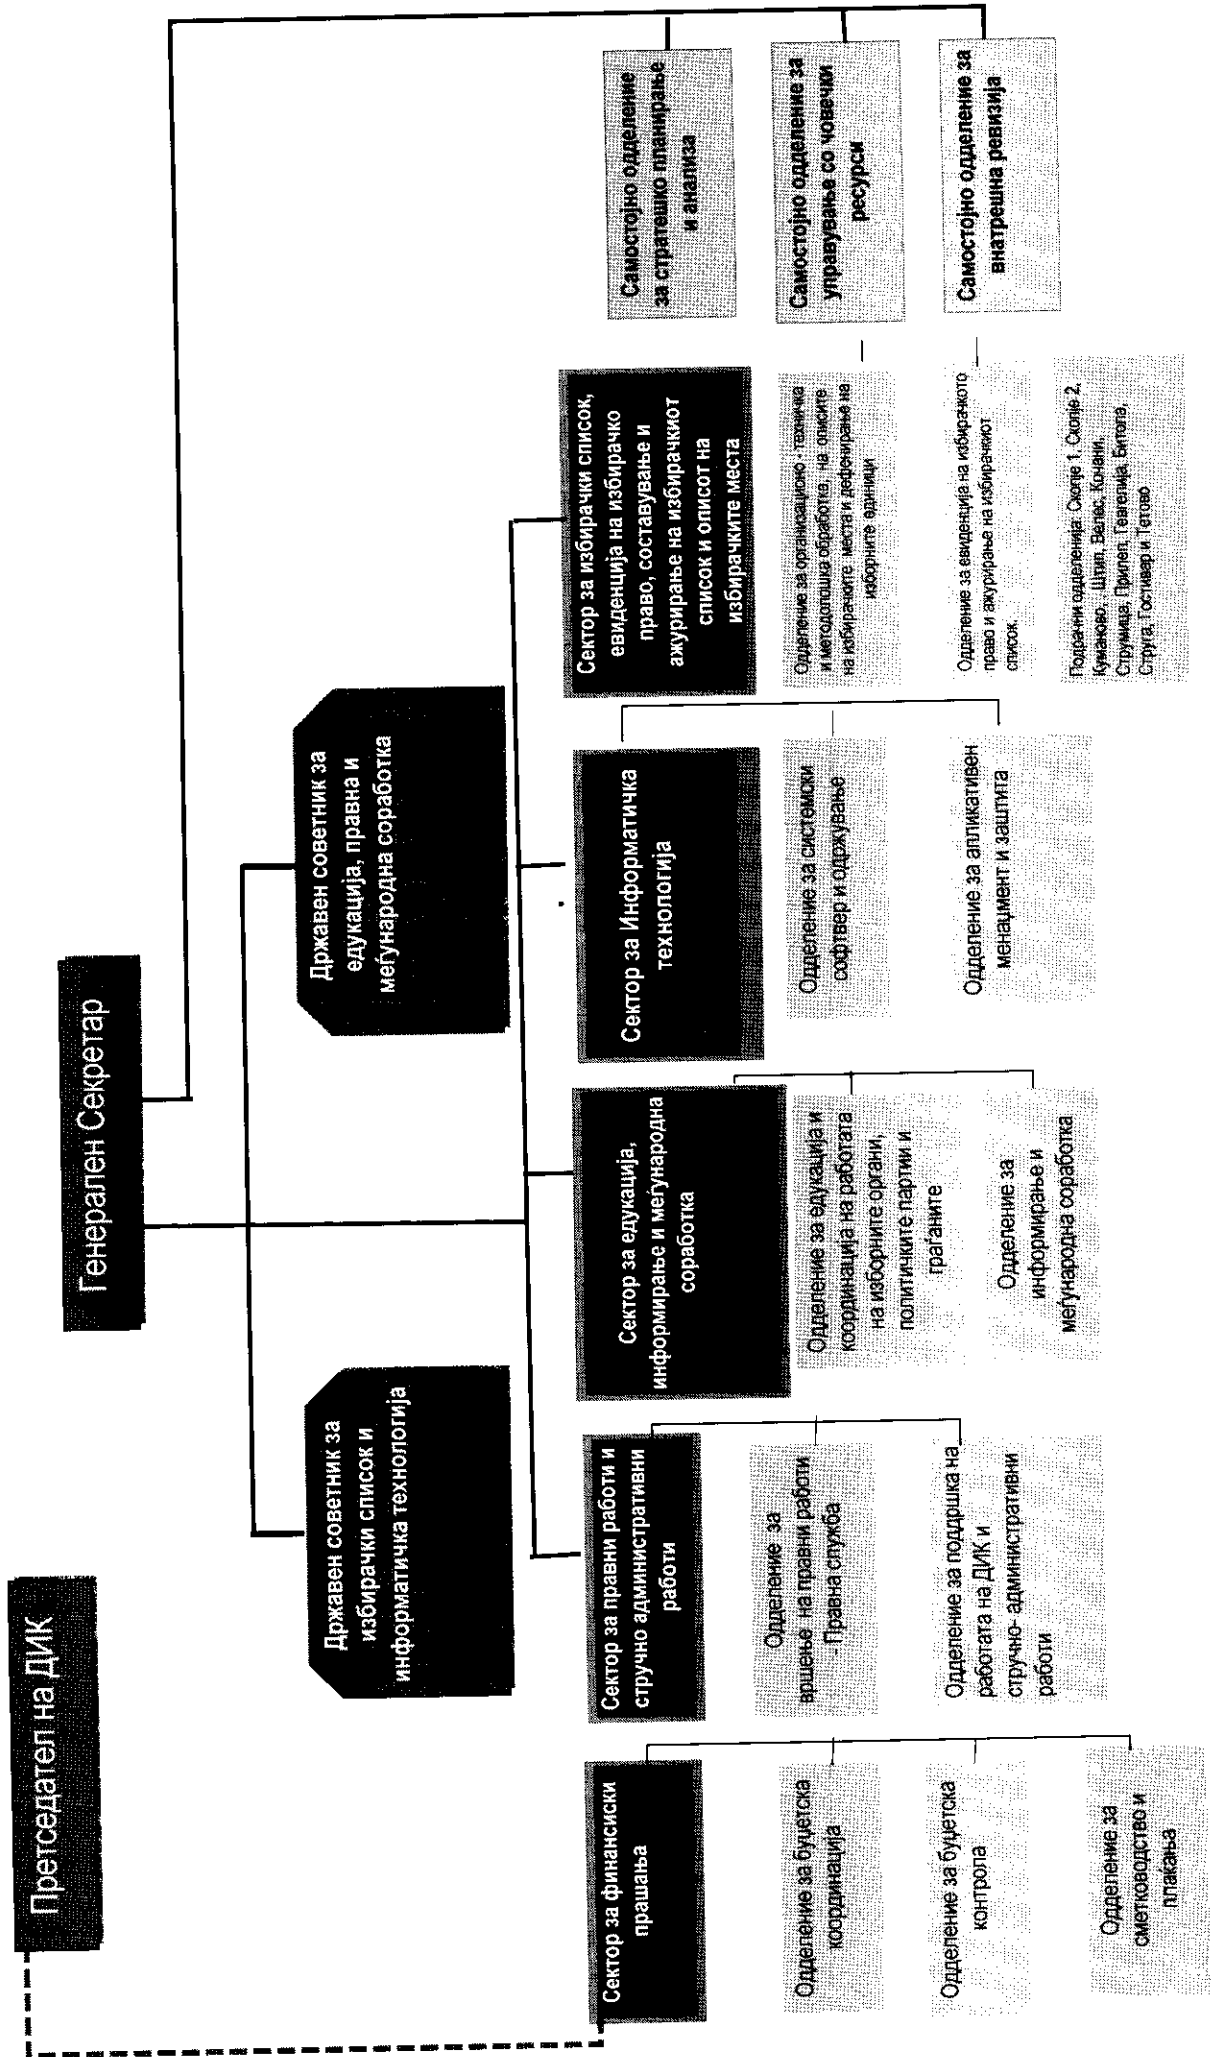 Претседател на ДИК
Генерален Секретар
Државен советник за
избирачки список и
информатичка технологија
Државен советник за
едукација, правна и
меѓународна соработка
Сектор за финансиски
прашања
Одделение за буџетска
координација
Одделение за буџетска
контрола
Одделение за
сметководство и
плаќања
Сектор за правни работи и
стручно административни
работи
Одделение за
вршење на правни работи
- Правна служба
Одделение за поддршка на
работата на ДИК и
стручно- административни
работи
Сектор за едукација,
информирање и меѓународна
соработка
Одделение за едукација и
координација на работата
на изборните органи,
политичките партии и
граѓаните
Одделение за
информирање и
меѓународна соработка
Сектор за Информатичка
технологија
Одделение за системски
софтвер и одржување
Одделение за апликативен
менаџмент и заштита
Сектор за избирачки список,
евиденција на избирачко
право, составување и
ажурирање на избирачкиот
список и описот на
избирачките места
Одделение за организационо - техничка
и методолошка обработка, на описите
на избирачките места и дефенирање на
изборните единици
Одделение за евиденција на избирачкото
право и ажурирање на избирачкиот
список.
Подрачни одделенија: Скопје 1, Скопје 2,
Куманово, Штип, Велес, Кочани,
Струмица, Прилеп, Гевгелија, Битола,
Струга, Гостивар и Тетово
Самостојно одделение
за стратешко планирање
и анализа
Самостојно одделение за
управување со човечки
ресурси
Самостојно одделение за
внатрешна ревизија